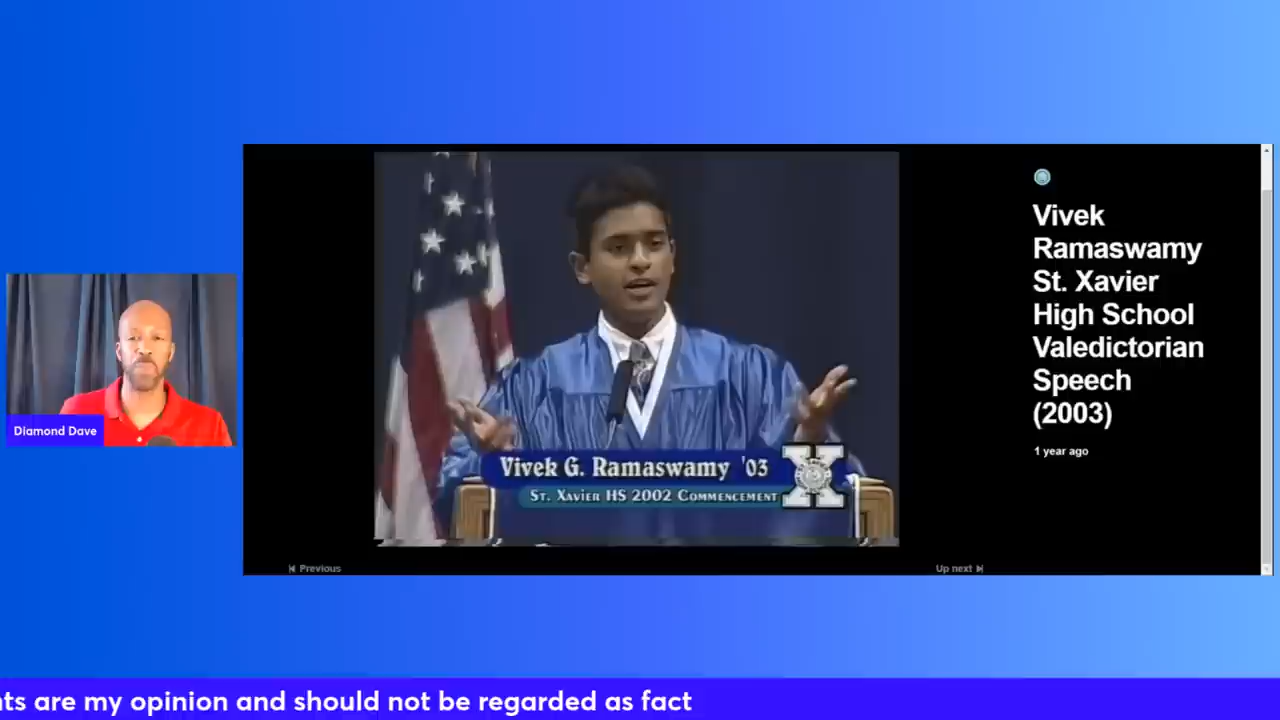 Vivek
Ramaswamy
St. Xavier
High School
Valedictorian
Speech
(2003)
1 year ago
Vivek G. Ramaswamy '03
St. Xavier HS 2002 Commencement
X
Diamond Dave
Previous
Up next
nts are my opinion and should not be regarded as fact